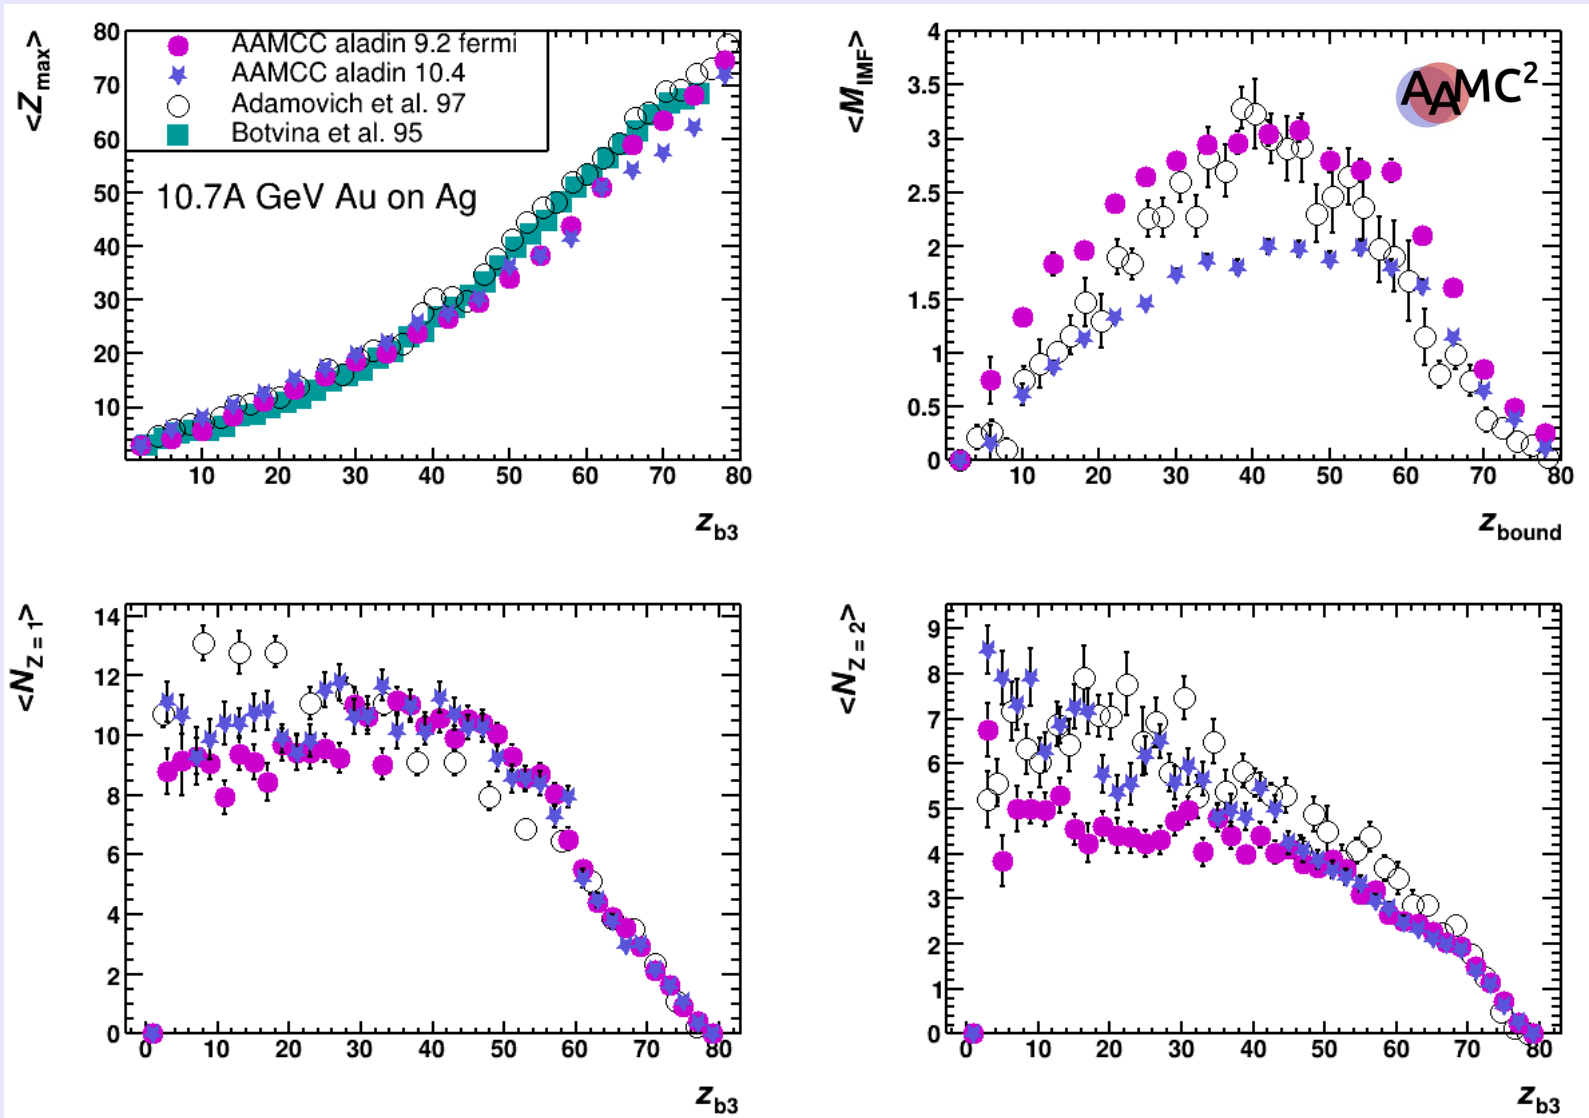 <Z_max>
80
70
60
50
40
30
20
10
10 20 30 40 50 60 70 80
z_b3
AAMCC aladin 9.2 fermi
AAMCC aladin 10.4
Adamovich et al. 97
Botvina et al. 95
10.7A GeV Au on Ag
<M_IMF>
4
3.5
3
2.5
2
1.5
1
0.5
0
10 20 30 40 50 60 70 80
z_bound
AAMC²
<N_Z = 1>
14
12
10
8
6
4
2
0
0 10 20 30 40 50 60 70 80
z_b3
<N_Z = 2>
9
8
7
6
5
4
3
2
1
0
0 10 20 30 40 50 60 70 80
z_b3